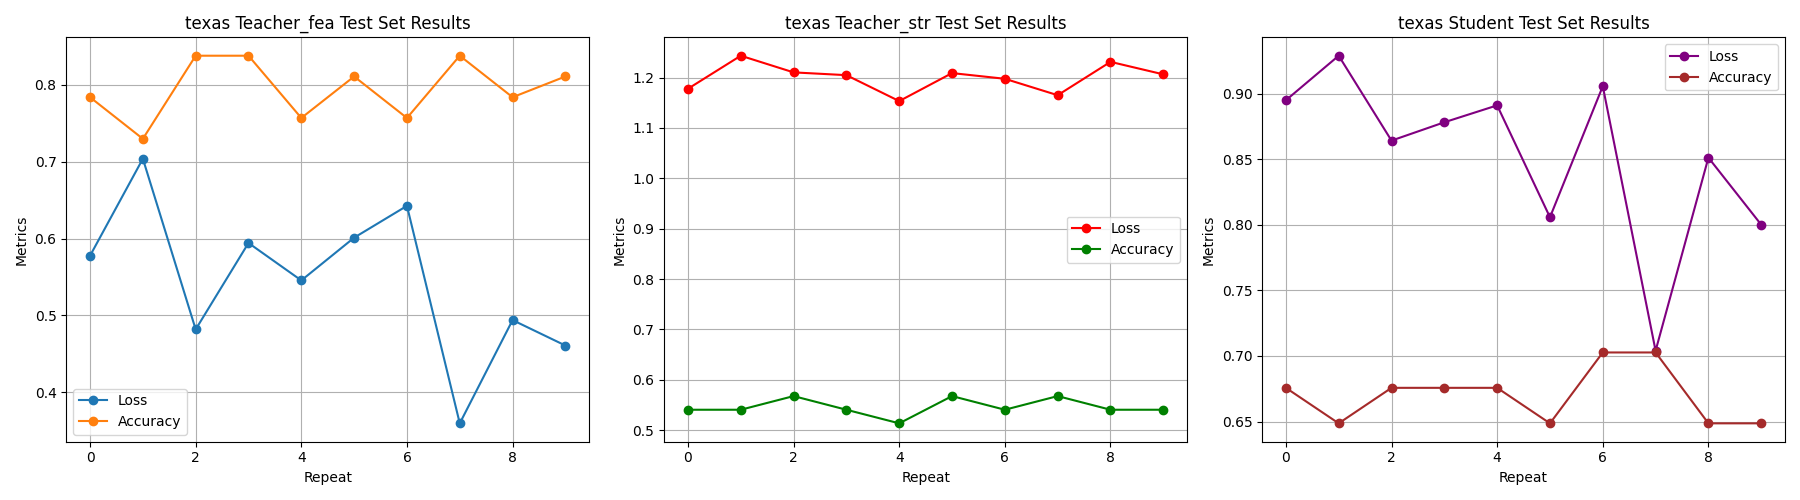 texas Teacher_fea Test Set Results
0.8
0.7
0.6
0.5
0.4
Metrics
Loss
Accuracy
0 2 4 6 8
Repeat
texas Teacher_str Test Set Results
1.2
1.1
1.0
0.9
0.8
0.7
0.6
0.5
Metrics
Loss
Accuracy
0 2 4 6 8
Repeat
texas Student Test Set Results
0.90
0.85
0.80
0.75
0.70
0.65
Metrics
Loss
Accuracy
0 2 4 6 8
Repeat